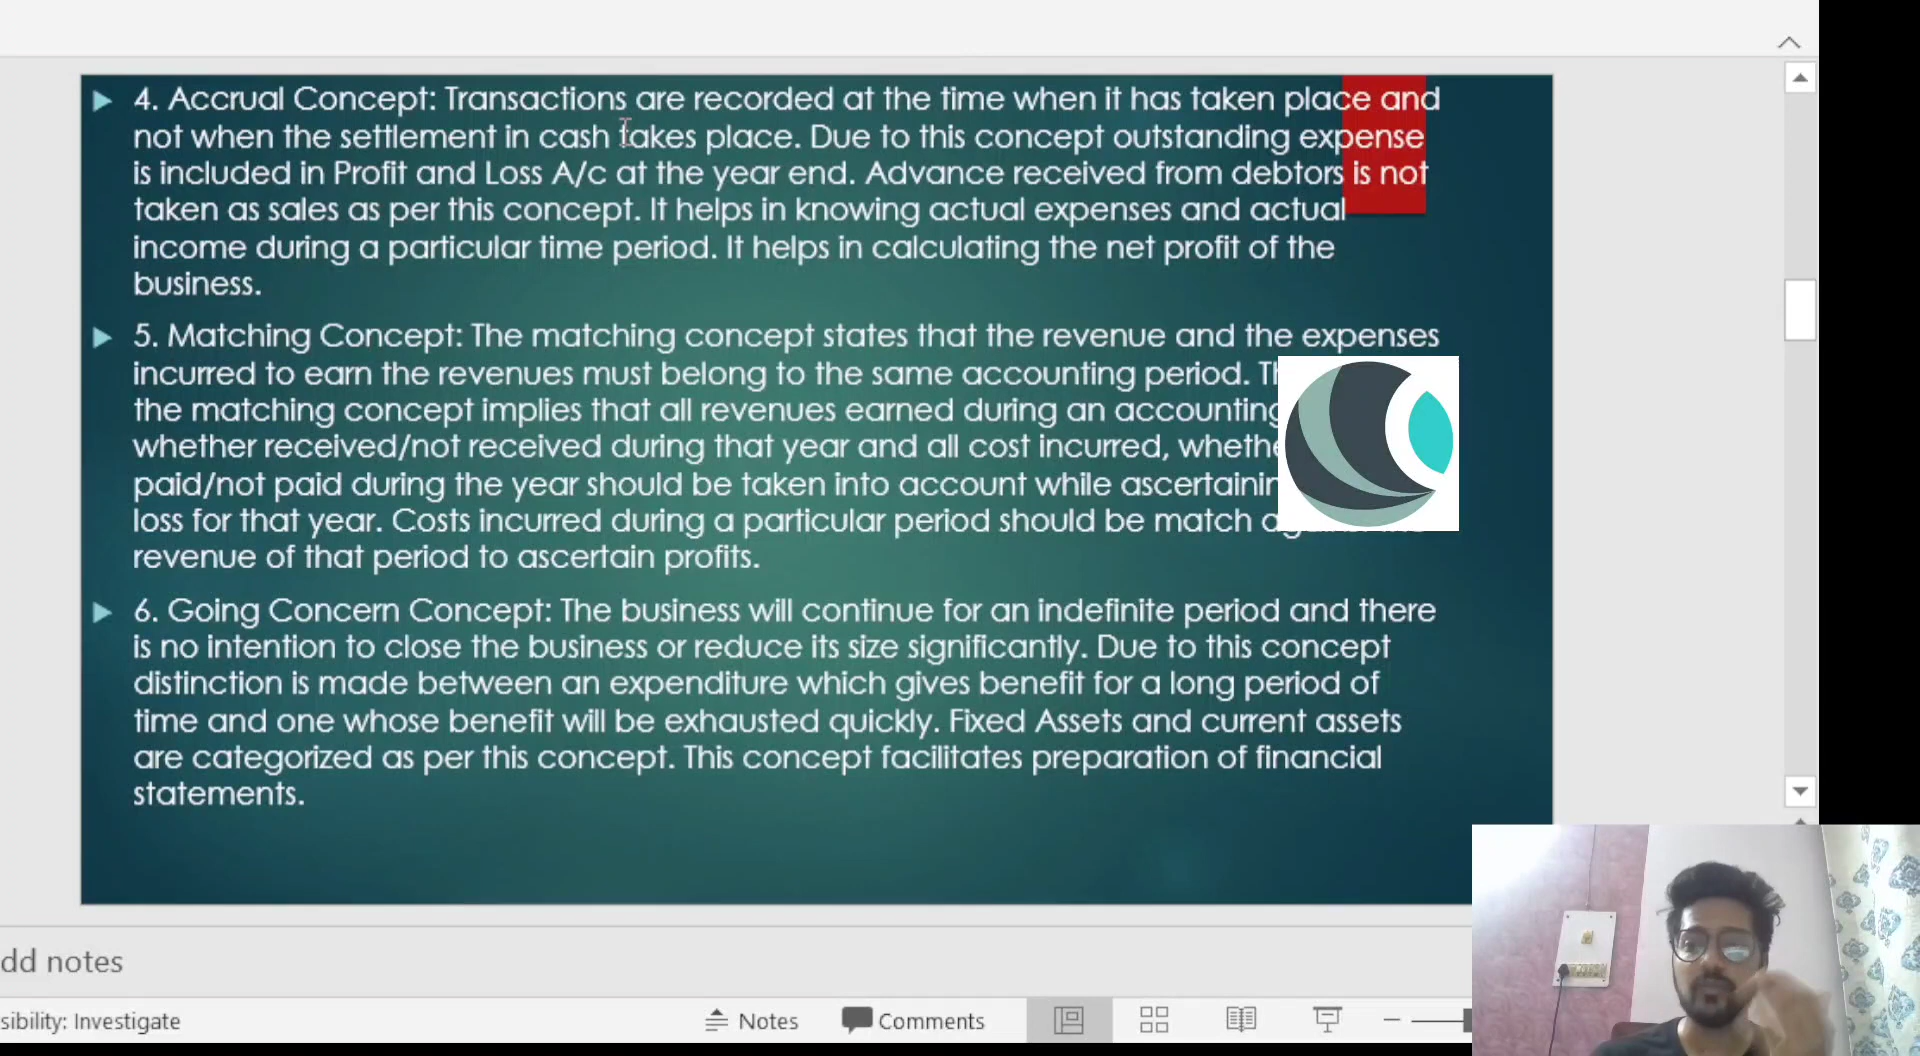 4. Accrual Concept: Transactions are recorded at the time when it has taken place and
not when the settlement in cash takes place. Due to this concept outstanding expense
is included in Profit and Loss A/c at the year end. Advance received from debtors is not
taken as sales as per this concept. It helps in knowing actual expenses and actual
income during a particular time period. It helps in calculating the net profit of the
business.
5. Matching Concept: The matching concept states that the revenue and the expenses
incurred to earn the revenues must belong to the same accounting period.
the matching concept implies that all revenues earned during an accounting
whether received/not received during that year and all cost incurred,
paid/not paid during the year should be taken into account while
loss for that year. Costs incurred during a particular period should be match
revenue of that period to ascertain profits.
6. Going Concern Concept: The business will continue for an indefinite period and there
is no intention to close the business or reduce its size significantly. Due to this concept
distinction is made between an expenditure which gives benefit for a long period of
time and one whose benefit will be exhausted quickly. Fixed Assets and current assets
are categorized as per this concept. This concept facilitates preparation of financial
statements.
dd notes
sibility: Investigate
Notes
Comments